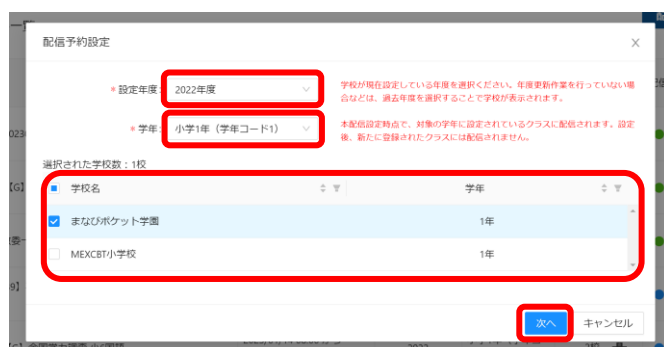 配信予約設定
* 設定年度: 2022年度
学校が現在設定している年度を選択ください。年度更新作業を行っていない場
合などは、過去年度を選択することで学校が表示されます。
* 学年: 小学1年（学年コード1）
本配信設定時点で、対象の学年に設定されているクラスに配信されます。設定
後、新たに登録されたクラスには配信されません。
選択された学校数：1校
学校名 学年
まなびポケット学園 1年
MEXCBT小学校 1年
次へ キャンセル